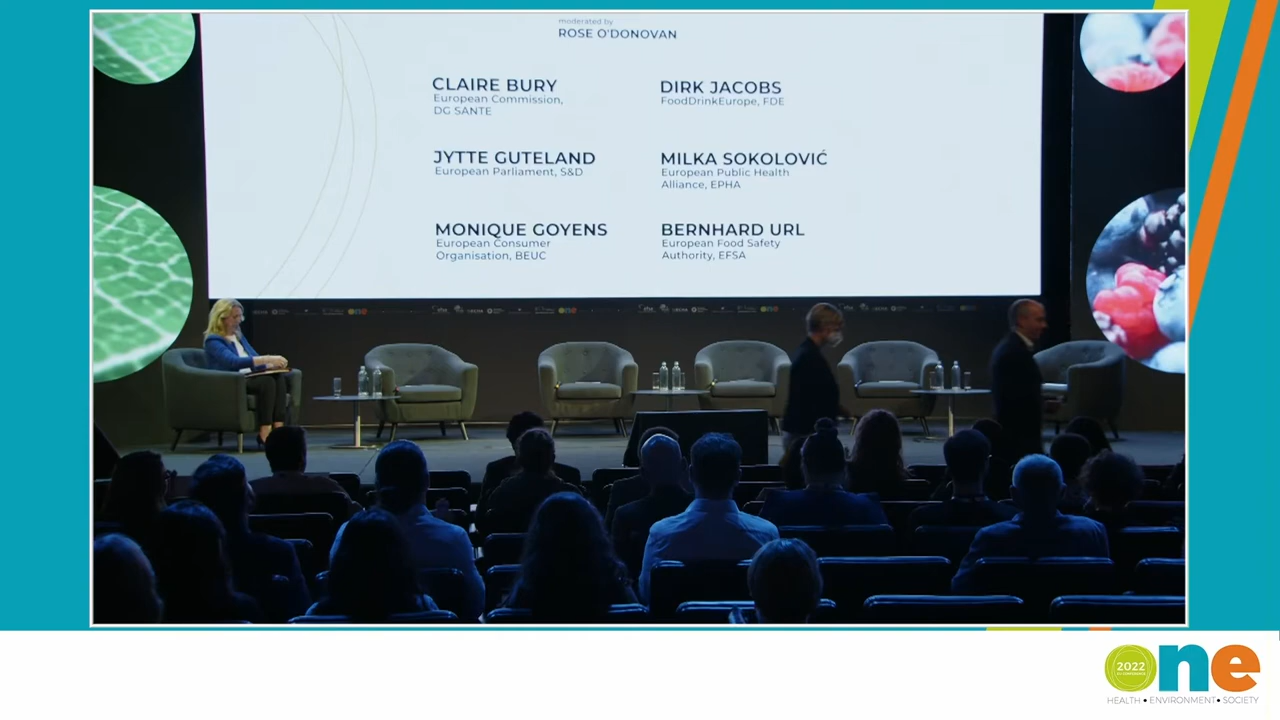 moderated by
ROSE O'DONOVAN
CLAIRE BURY
European Commission,
DG SANTE
DIRK JACOBS
FoodDrinkEurope, FDE
JYTTE GUTELAND
European Parliament, S&D
MILKA SOKOLOVIĆ
European Public Health
Alliance, EPHA
MONIQUE GOYENS
European Consumer
Organisation, BEUC
BERNHARD URL
European Food Safety
Authority, EFSA
2022
one
HEALTH • ENVIRONMENT • SOCIETY